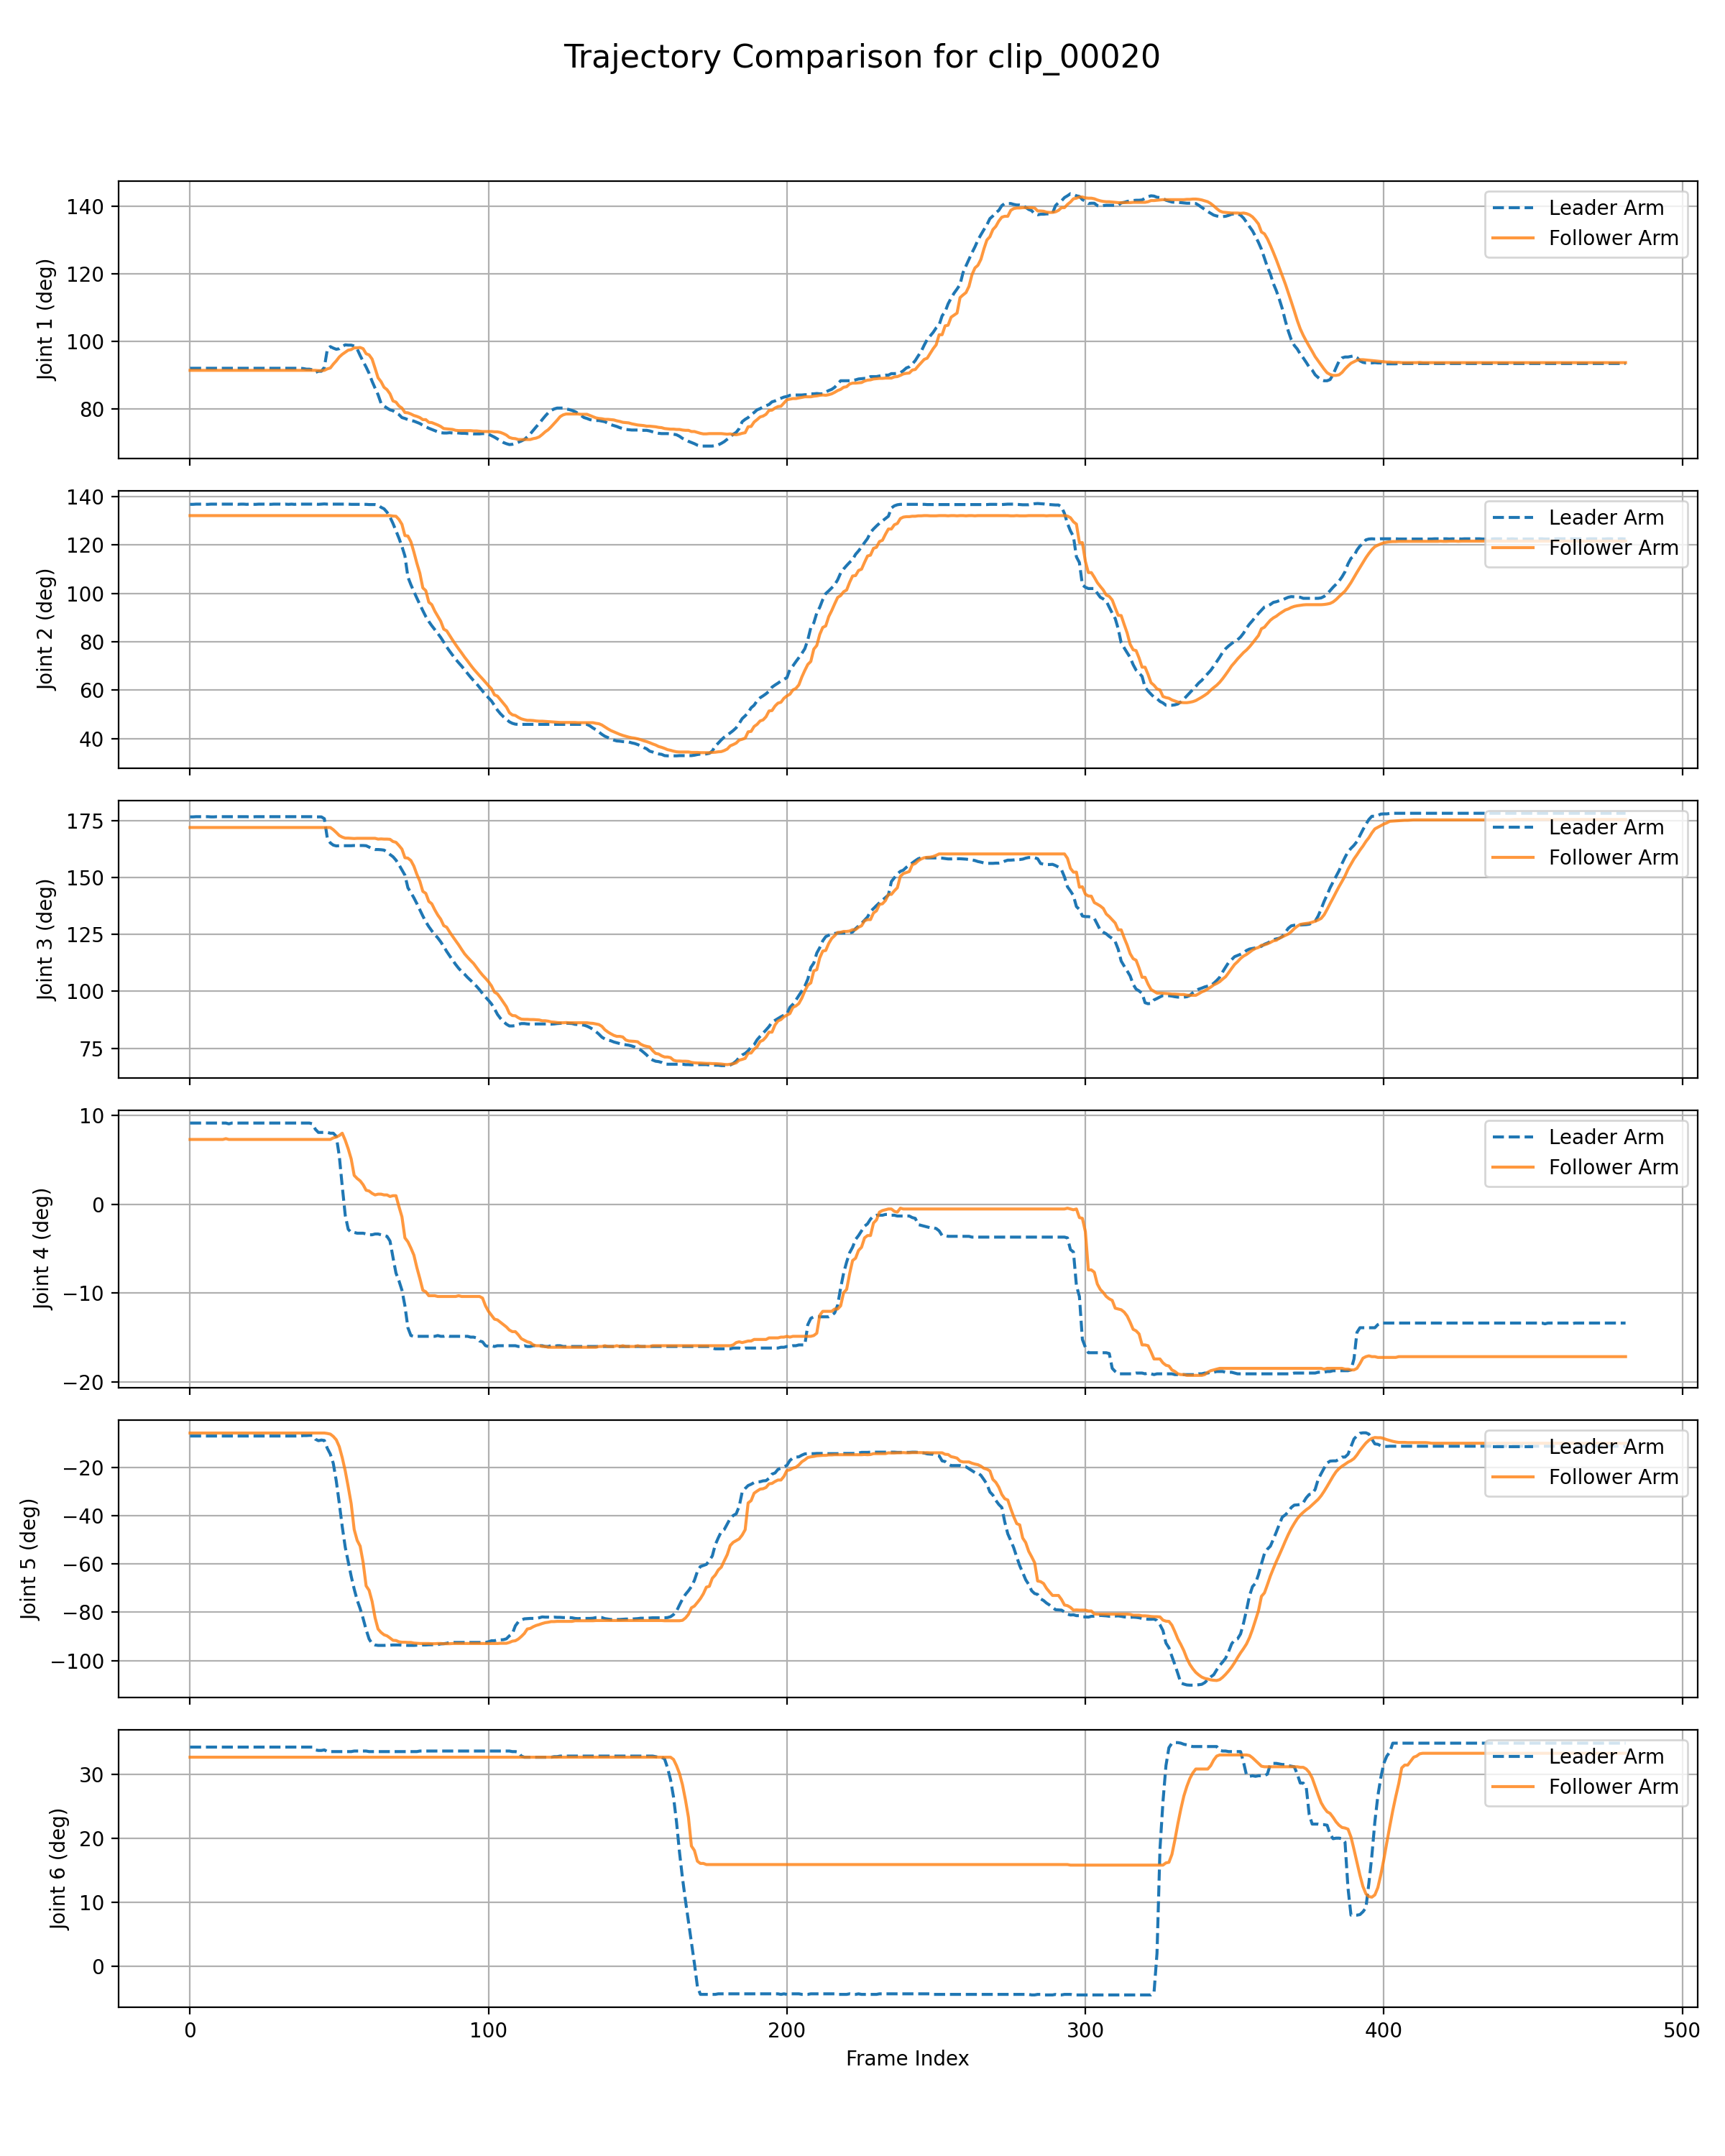 Trajectory Comparison for clip_00020
140
120
100
80
Joint 1 (deg)
Leader Arm
Follower Arm
140
120
100
80
60
40
Joint 2 (deg)
Leader Arm
Follower Arm
175
150
125
100
75
Joint 3 (deg)
Leader Arm
Follower Arm
10
0
−10
−20
Joint 4 (deg)
Leader Arm
Follower Arm
−20
−40
−60
−80
−100
Joint 5 (deg)
Leader Arm
Follower Arm
30
20
10
0
Joint 6 (deg)
Leader Arm
Follower Arm
0 100 200 300 400 500
Frame Index